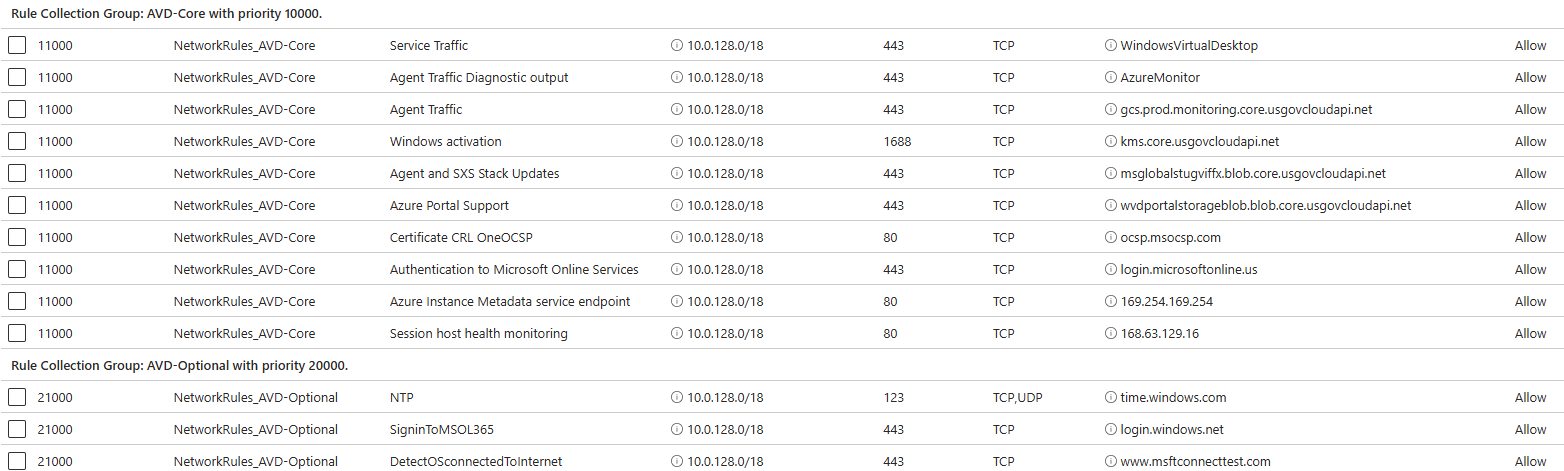 Rule Collection Group: AVD-Core with priority 10000.
11000 NetworkRules_AVD-Core Service Traffic 10.0.128.0/18 443 TCP WindowsVirtualDesktop Allow
11000 NetworkRules_AVD-Core Agent Traffic Diagnostic output 10.0.128.0/18 443 TCP AzureMonitor Allow
11000 NetworkRules_AVD-Core Agent Traffic 10.0.128.0/18 443 TCP gcs.prod.monitoring.core.usgovcloudapi.net Allow
11000 NetworkRules_AVD-Core Windows activation 10.0.128.0/18 1688 TCP kms.core.usgovcloudapi.net Allow
11000 NetworkRules_AVD-Core Agent and SXS Stack Updates 10.0.128.0/18 443 TCP msglobalstugviffx.blob.core.usgovcloudapi.net Allow
11000 NetworkRules_AVD-Core Azure Portal Support 10.0.128.0/18 443 TCP wvdportalstorageblob.blob.core.usgovcloudapi.net Allow
11000 NetworkRules_AVD-Core Certificate CRL OneOCSP 10.0.128.0/18 80 TCP ocsp.msocsp.com Allow
11000 NetworkRules_AVD-Core Authentication to Microsoft Online Services 10.0.128.0/18 443 TCP login.microsoftonline.us Allow
11000 NetworkRules_AVD-Core Azure Instance Metadata service endpoint 10.0.128.0/18 80 TCP 169.254.169.254 Allow
11000 NetworkRules_AVD-Core Session host health monitoring 10.0.128.0/18 80 TCP 168.63.129.16 Allow
Rule Collection Group: AVD-Optional with priority 20000.
21000 NetworkRules_AVD-Optional NTP 10.0.128.0/18 123 TCP,UDP time.windows.com Allow
21000 NetworkRules_AVD-Optional SigninToMSOL365 10.0.128.0/18 443 TCP login.windows.net Allow
21000 NetworkRules_AVD-Optional DetectOSconnectedToInternet 10.0.128.0/18 443 TCP www.msftconnecttest.com Allow